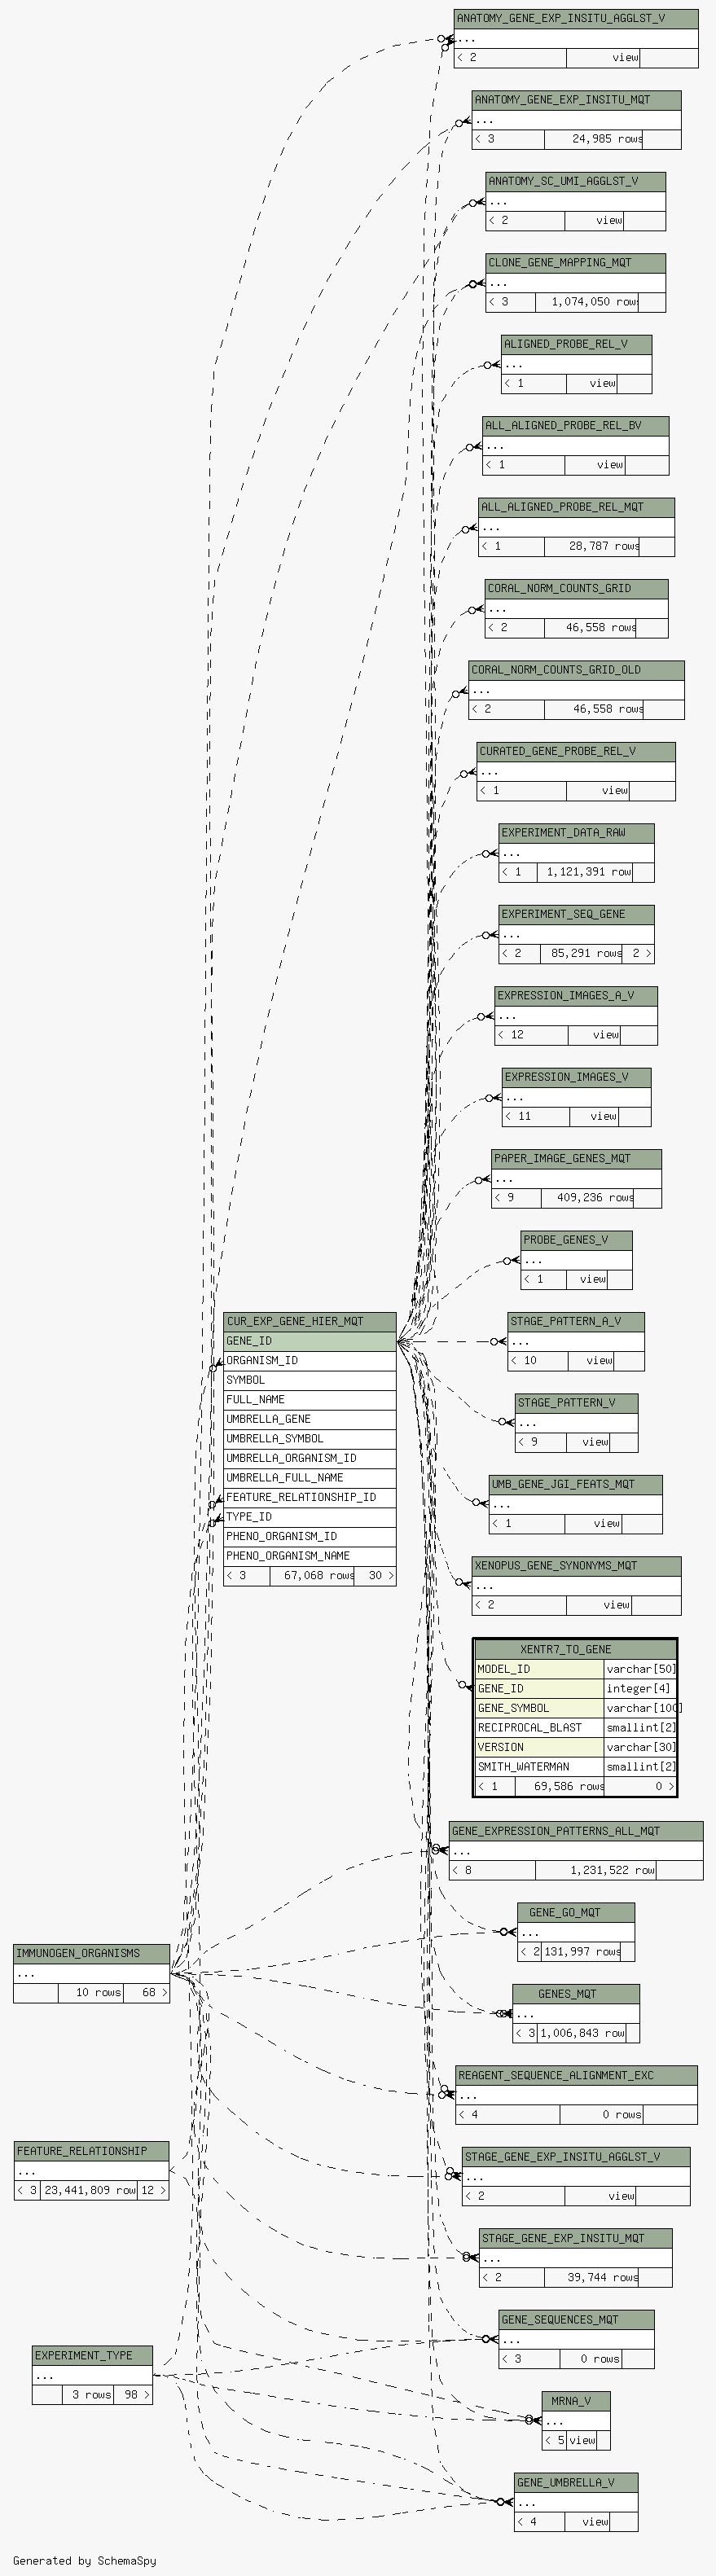 ANATOMY_GENE_EXP_INSITU_AGGLST_V
...
< 2 view
ANATOMY_GENE_EXP_INSITU_MQT
...
< 3 24,985 rows
ANATOMY_SC_UMI_AGGLST_V
...
< 2 view
CLONE_GENE_MAPPING_MQT
...
< 3 1,074,050 rows
ALIGNED_PROBE_REL_V
...
< 1 view
ALL_ALIGNED_PROBE_REL_BV
...
< 1 view
ALL_ALIGNED_PROBE_REL_MQT
...
< 1 28,787 rows
CORAL_NORM_COUNTS_GRID
...
< 2 46,558 rows
CORAL_NORM_COUNTS_GRID_OLD
...
< 2 46,558 rows
CURATED_GENE_PROBE_REL_V
...
< 1 view
EXPERIMENT_DATA_RAW
...
< 1 1,121,391 row
EXPERIMENT_SEQ_GENE
...
< 2 85,291 rows 2 >
EXPRESSION_IMAGES_A_V
...
< 12 view
EXPRESSION_IMAGES_V
...
< 11 view
PAPER_IMAGE_GENES_MQT
...
< 9 409,236 rows
PROBE_GENES_V
...
< 1 view
CUR_EXP_GENE_HIER_MQT
GENE_ID
ORGANISM_ID
SYMBOL
FULL_NAME
UMBRELLA_GENE
UMBRELLA_SYMBOL
UMBRELLA_ORGANISM_ID
UMBRELLA_FULL_NAME
FEATURE_RELATIONSHIP_ID
TYPE_ID
PHENO_ORGANISM_ID
PHENO_ORGANISM_NAME
< 3 67,068 rows 30 >
STAGE_PATTERN_A_V
...
< 10 view
STAGE_PATTERN_V
...
< 9 view
UMB_GENE_JGI_FEATS_MQT
...
< 1 view
XENOPUS_GENE_SYNONYMS_MQT
...
< 2 view
XENTR7_TO_GENE
MODEL_ID varchar[50]
GENE_ID integer[4]
GENE_SYMBOL varchar[100]
RECIPROCAL_BLAST smallint[2]
VERSION varchar[30]
SMITH_WATERMAN smallint[2]
< 1 69,586 rows 0 >
GENE_EXPRESSION_PATTERNS_ALL_MQT
...
< 8 1,231,522 row
GENE_GO_MQT
...
< 2 131,997 rows
IMMUNOGEN_ORGANISMS
...
10 rows 68 >
GENES_MQT
...
< 3 1,006,843 row
REAGENT_SEQUENCE_ALIGNMENT_EXC
...
< 4 0 rows
FEATURE_RELATIONSHIP
...
< 3 23,441,809 row 12 >
STAGE_GENE_EXP_INSITU_AGGLST_V
...
< 2 view
STAGE_GENE_EXP_INSITU_MQT
...
< 2 39,744 rows
GENE_SEQUENCES_MQT
...
< 3 0 rows
EXPERIMENT_TYPE
...
3 rows 98 >
MRNA_V
...
< 5 view
GENE_UMBRELLA_V
...
< 4 view
Generated by SchemaSpy